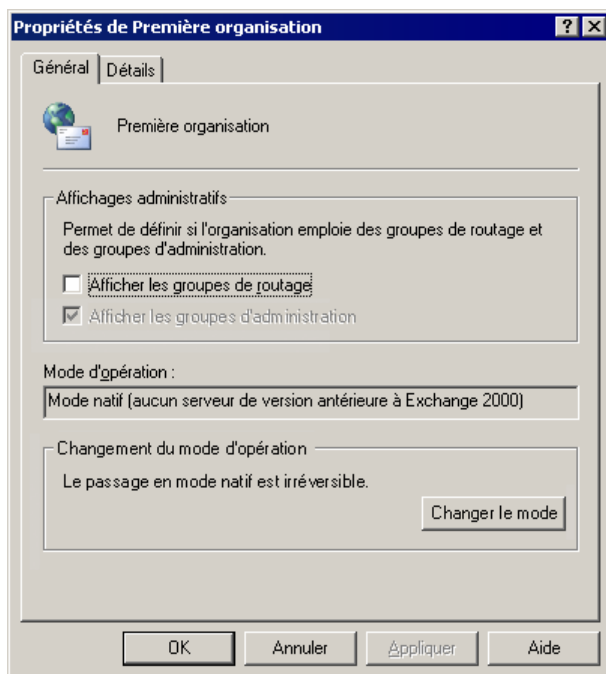 Propriétés de Première organisation
Général
Détails
Première organisation
Affichages administratifs
Permet de définir si l'organisation emploie des groupes de routage et
des groupes d'administration.
Afficher les groupes de routage
Afficher les groupes d'administration
Mode d'opération :
Mode natif (aucun serveur de version antérieure à Exchange 2000)
Changement du mode d'opération
Le passage en mode natif est irréversible.
Changer le mode
OK
Annuler
Appliquer
Aide